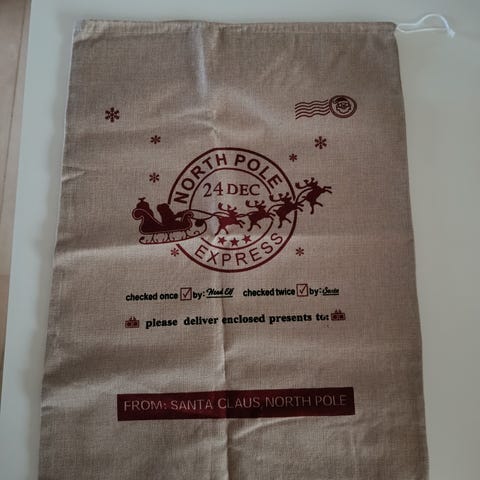 NORTH POLE
24 DEC
EXPRESS
checked once ☑ by: Head Elf checked twice ☑ by: Santa
please deliver enclosed presents to:
FROM: SANTA CLAUS, NORTH POLE